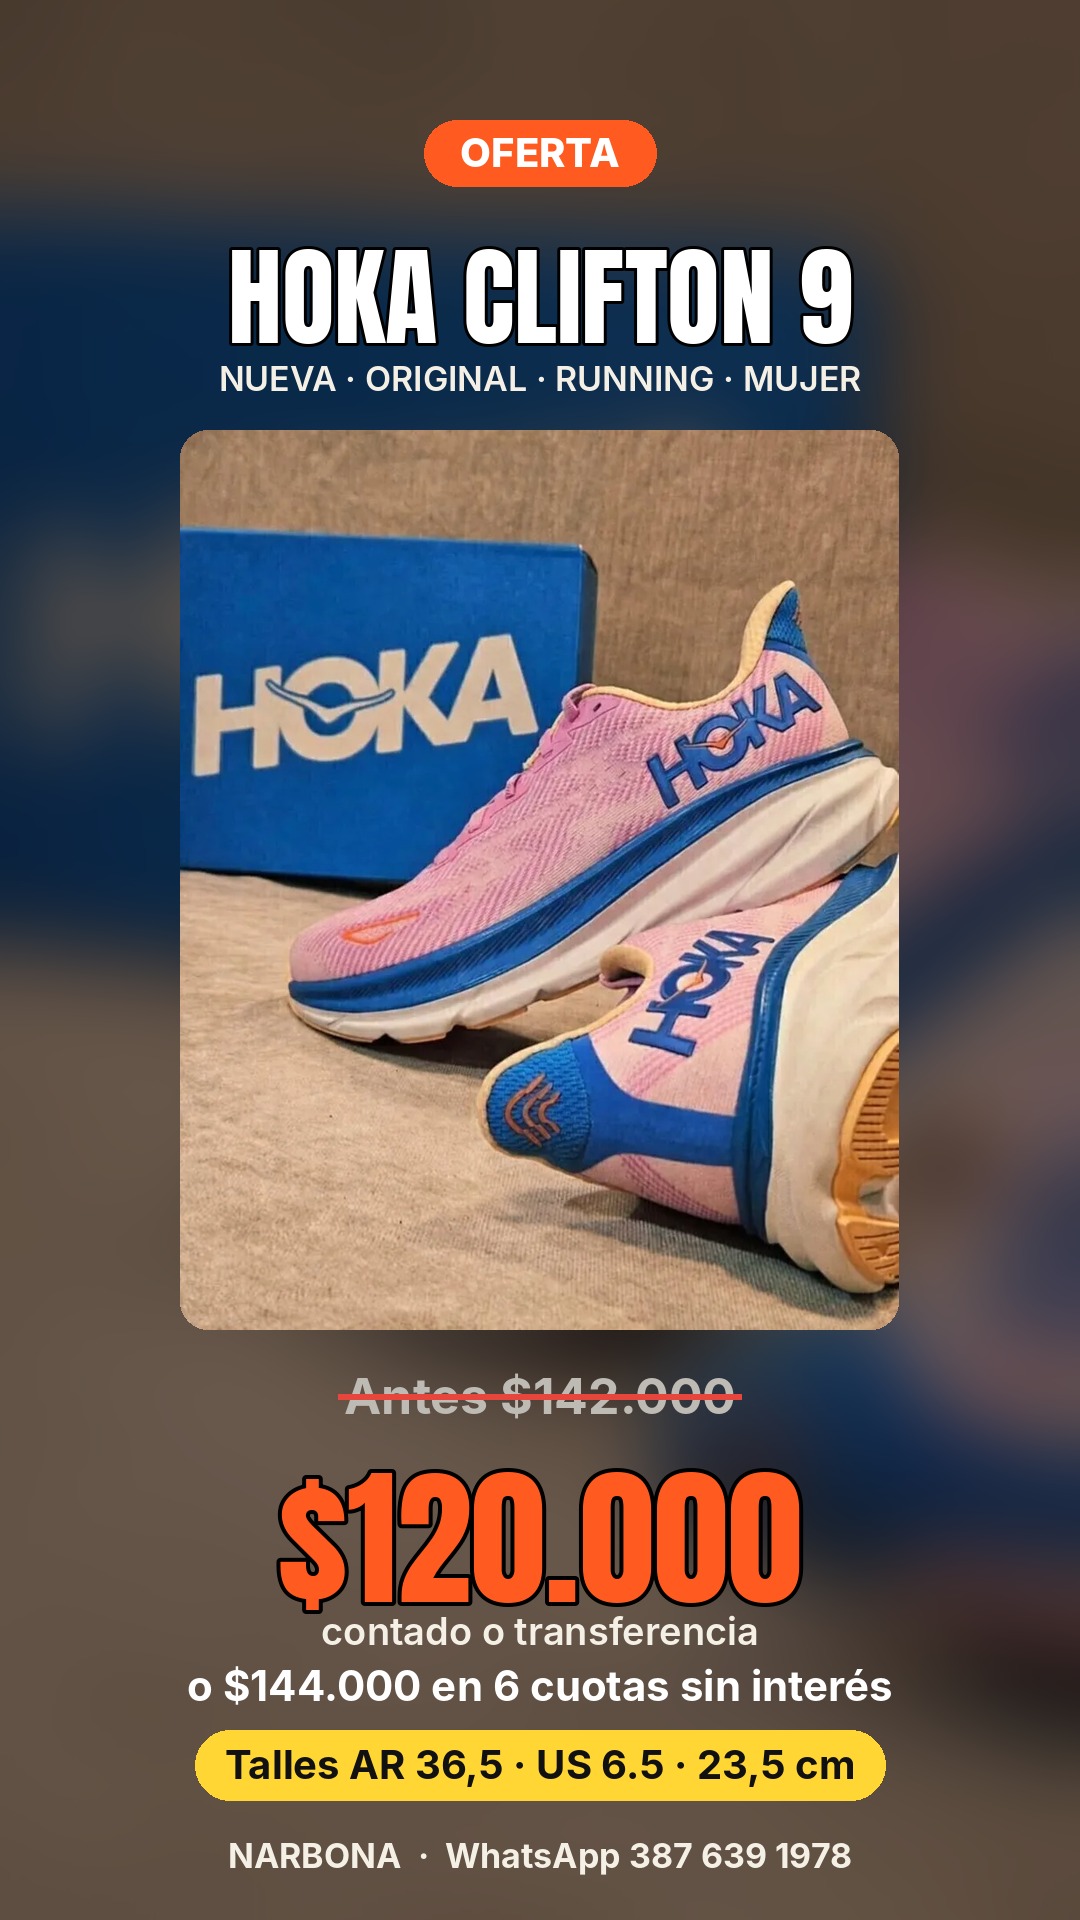 OFERTA
HOKA CLIFTON 9
NUEVA · ORIGINAL · RUNNING · MUJER
HOKA
HOKA
HOKA
Antes $142.000
$120.000
contado o transferencia
o $144.000 en 6 cuotas sin interés
Talles AR 36,5 · US 6.5 · 23,5 cm
NARBONA · WhatsApp 387 639 1978